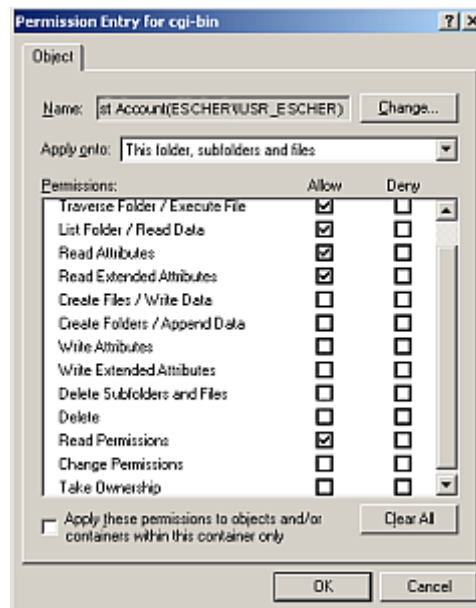 Permission Entry for cgi-bin
Object
Name: st Account(ESCHER\IUSR_ESCHER) Change...
Apply onto: This folder, subfolders and files
Permissions: Allow Deny
Traverse Folder / Execute File
List Folder / Read Data
Read Attributes
Read Extended Attributes
Create Files / Write Data
Create Folders / Append Data
Write Attributes
Write Extended Attributes
Delete Subfolders and Files
Delete
Read Permissions
Change Permissions
Take Ownership
Apply these permissions to objects and/or Clear All
containers within this container only
OK Cancel